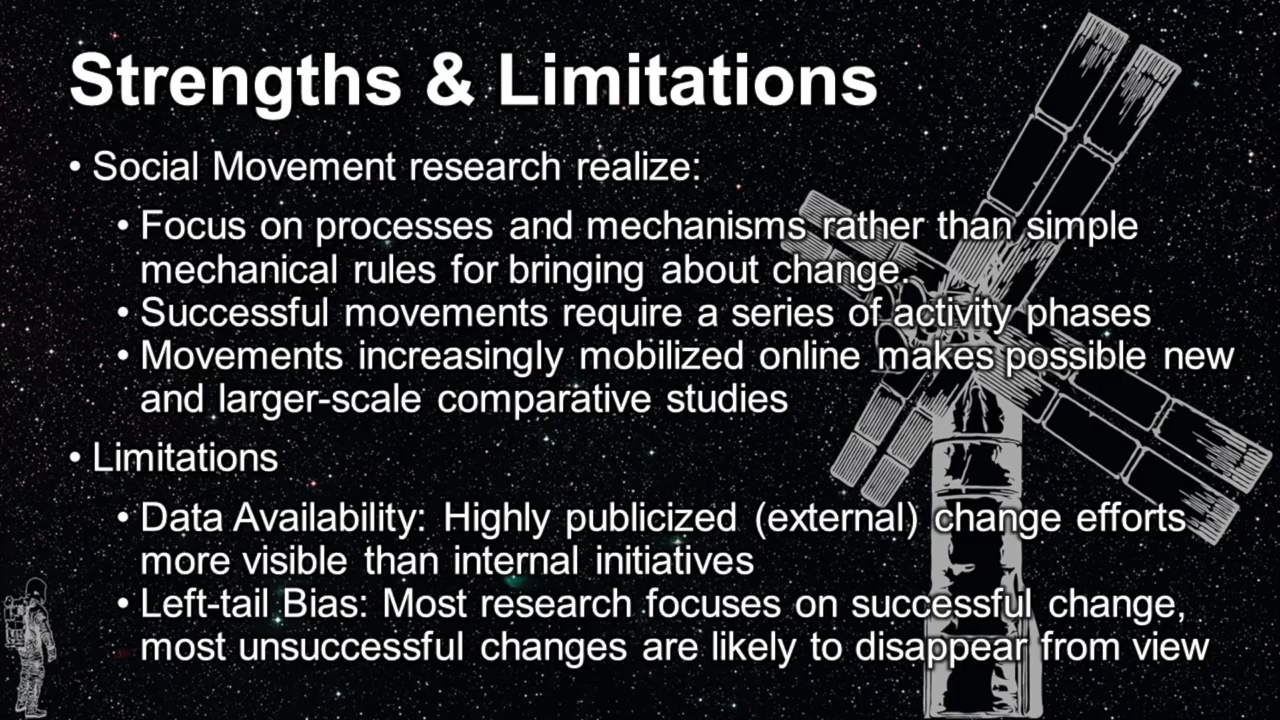 Strengths & Limitations
• Social Movement research realize:
• Focus on processes and mechanisms rather than simple
mechanical rules for bringing about change.
• Successful movements require a series of activity phases
• Movements increasingly mobilized online makes possible new
and larger-scale comparative studies
• Limitations
• Data Availability: Highly publicized (external) change efforts
more visible than internal initiatives
• Left-tail Bias: Most research focuses on successful change,
most unsuccessful changes are likely to disappear from view